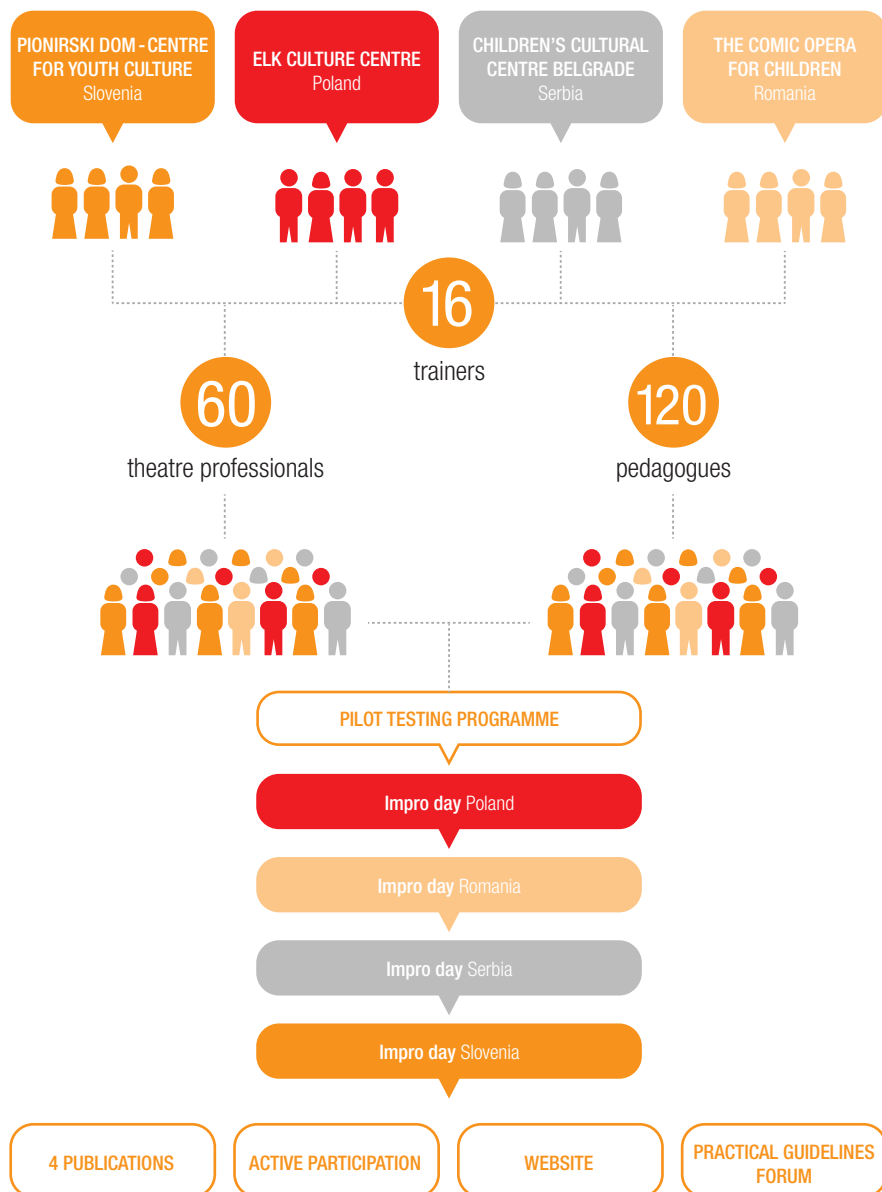 PIONIRSKI DOM - CENTRE
FOR YOUTH CULTURE
Slovenia
ELK CULTURE CENTRE
Poland
CHILDREN'S CULTURAL
CENTRE BELGRADE
Serbia
THE COMIC OPERA
FOR CHILDREN
Romania
16
trainers
60
theatre professionals
120
pedagogues
PILOT TESTING PROGRAMME
Impro day Poland
Impro day Romania
Impro day Serbia
Impro day Slovenia
4 PUBLICATIONS
ACTIVE PARTICIPATION
WEBSITE
PRACTICAL GUIDELINES
FORUM